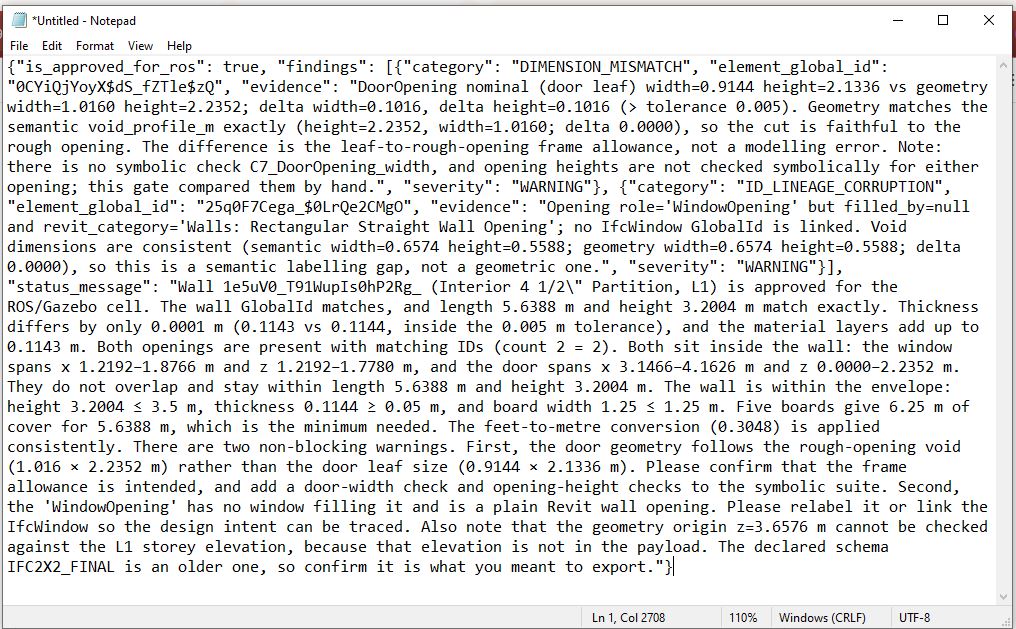 *Untitled - Notepad
File Edit Format View Help
{"is_approved_for_ros": true, "findings": [{"category": "DIMENSION_MISMATCH", "element_global_id":
"0CYiQjYoyX$dS_fZTle$zQ", "evidence": "DoorOpening nominal (door leaf) width=0.9144 height=2.1336 vs geometry
width=1.0160 height=2.2352; delta width=0.1016, delta height=0.1016 (> tolerance 0.005). Geometry matches the
semantic void_profile_m exactly (height=2.2352, width=1.0160; delta 0.0000), so the cut is faithful to the
rough opening. The difference is the leaf-to-rough-opening frame allowance, not a modelling error. Note:
there is no symbolic check C7_DoorOpening_width, and opening heights are not checked symbolically for either
opening; this gate compared them by hand.", "severity": "WARNING"}, {"category": "ID_LINEAGE_CORRUPTION",
"element_global_id": "25q0F7Cega_$0LrQe2CMgO", "evidence": "Opening role='WindowOpening' but filled_by=null
and revit_category='Walls: Rectangular Straight Wall Opening'; no IfcWindow GlobalId is linked. Void
dimensions are consistent (semantic width=0.6574 height=0.5588; geometry width=0.6574 height=0.5588; delta
0.0000), so this is a semantic labelling gap, not a geometric one.", "severity": "WARNING"}],
"status_message": "Wall 1e5uV0_T91WupIs0hP2Rg_ (Interior 4 1/2\" Partition, L1) is approved for the
ROS/Gazebo cell. The wall GlobalId matches, and length 5.6388 m and height 3.2004 m match exactly. Thickness
differs by only 0.0001 m (0.1143 vs 0.1144, inside the 0.005 m tolerance), and the material layers add up to
0.1143 m. Both openings are present with matching IDs (count 2 = 2). Both sit inside the wall: the window
spans x 1.2192–1.8766 m and z 1.2192–1.7780 m, and the door spans x 3.1466–4.1626 m and z 0.0000–2.2352 m.
They do not overlap and stay within length 5.6388 m and height 3.2004 m. The wall is within the envelope:
height 3.2004 ≤ 3.5 m, thickness 0.1144 ≥ 0.05 m, and board width 1.25 ≤ 1.25 m. Five boards give 6.25 m of
cover for 5.6388 m, which is the minimum needed. The feet-to-metre conversion (0.3048) is applied
consistently. There are two non-blocking warnings. First, the door geometry follows the rough-opening void
(1.016 × 2.2352 m) rather than the door leaf size (0.9144 × 2.1336 m). Please confirm that the frame
allowance is intended, and add a door-width check and opening-height checks to the symbolic suite. Second,
the 'WindowOpening' has no window filling it and is a plain Revit wall opening. Please relabel it or link the
IfcWindow so the design intent can be traced. Also note that the geometry origin z=3.6576 m cannot be checked
against the L1 storey elevation, because that elevation is not in the payload. The declared schema
IFC2X2_FINAL is an older one, so confirm it is what you meant to export."}
Ln 1, Col 2708 110% Windows (CRLF) UTF-8